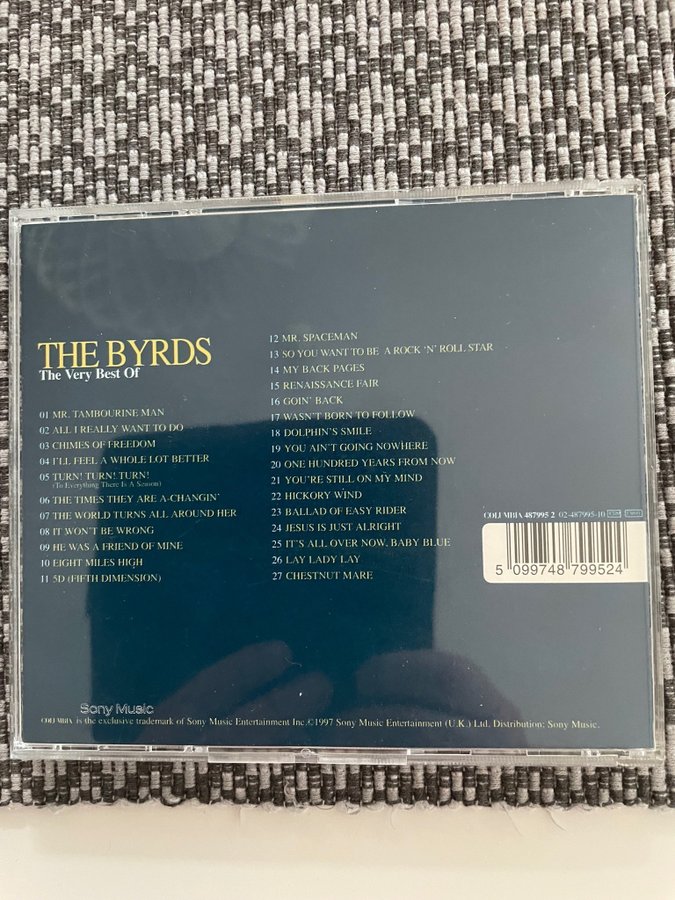 THE BYRDS
The Very Best Of
01 MR. TAMBOURINE MAN
02 ALL I REALLY WANT TO DO
03 CHIMES OF FREEDOM
04 I'LL FEEL A WHOLE LOT BETTER
05 TURN! TURN! TURN!
(To Everything There Is A Season)
06 THE TIMES THEY ARE A-CHANGIN'
07 THE WORLD TURNS ALL AROUND HER
08 IT WON'T BE WRONG
09 HE WAS A FRIEND OF MINE
10 EIGHT MILES HIGH
11 5D (FIFTH DIMENSION)
12 MR. SPACEMAN
13 SO YOU WANT TO BE A ROCK 'N' ROLL STAR
14 MY BACK PAGES
15 RENAISSANCE FAIR
16 GOIN' BACK
17 WASN'T BORN TO FOLLOW
18 DOLPHIN'S SMILE
19 YOU AIN'T GOING NOWHERE
20 ONE HUNDRED YEARS FROM NOW
21 YOU'RE STILL ON MY MIND
22 HICKORY WIND
23 BALLAD OF EASY RIDER
24 JESUS IS JUST ALRIGHT
25 IT'S ALL OVER NOW, BABY BLUE
26 LAY LADY LAY
27 CHESTNUT MARE
COLUMBIA 487995 2 02-487995-10
5 099748 799524
Sony Music
COLUMBIA is the exclusive trademark of Sony Music Entertainment Inc.©1997 Sony Music Entertainment (U.K.) Ltd. Distribution: Sony Music.